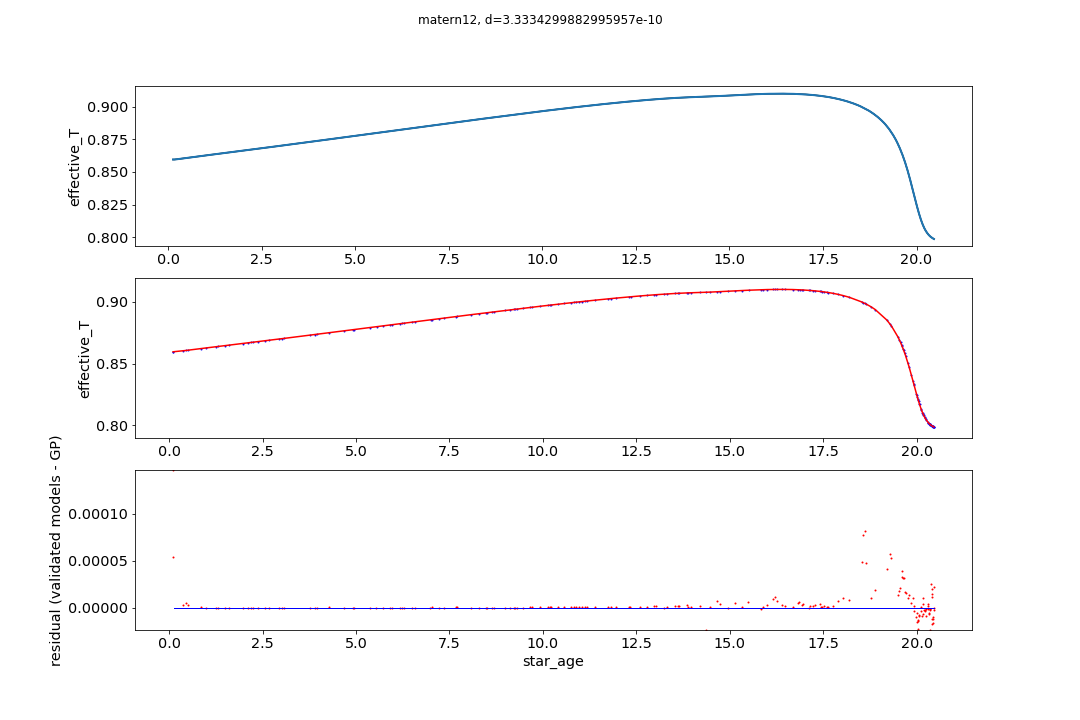 matern12, d=3.3334299882995957e-10
effective_T
0.900
0.875
0.850
0.825
0.800
0.0 2.5 5.0 7.5 10.0 12.5 15.0 17.5 20.0
effective_T
0.90
0.85
0.80
0.0 2.5 5.0 7.5 10.0 12.5 15.0 17.5 20.0
residual (validated models - GP)
0.00010
0.00005
0.00000
0.0 2.5 5.0 7.5 10.0 12.5 15.0 17.5 20.0
star_age